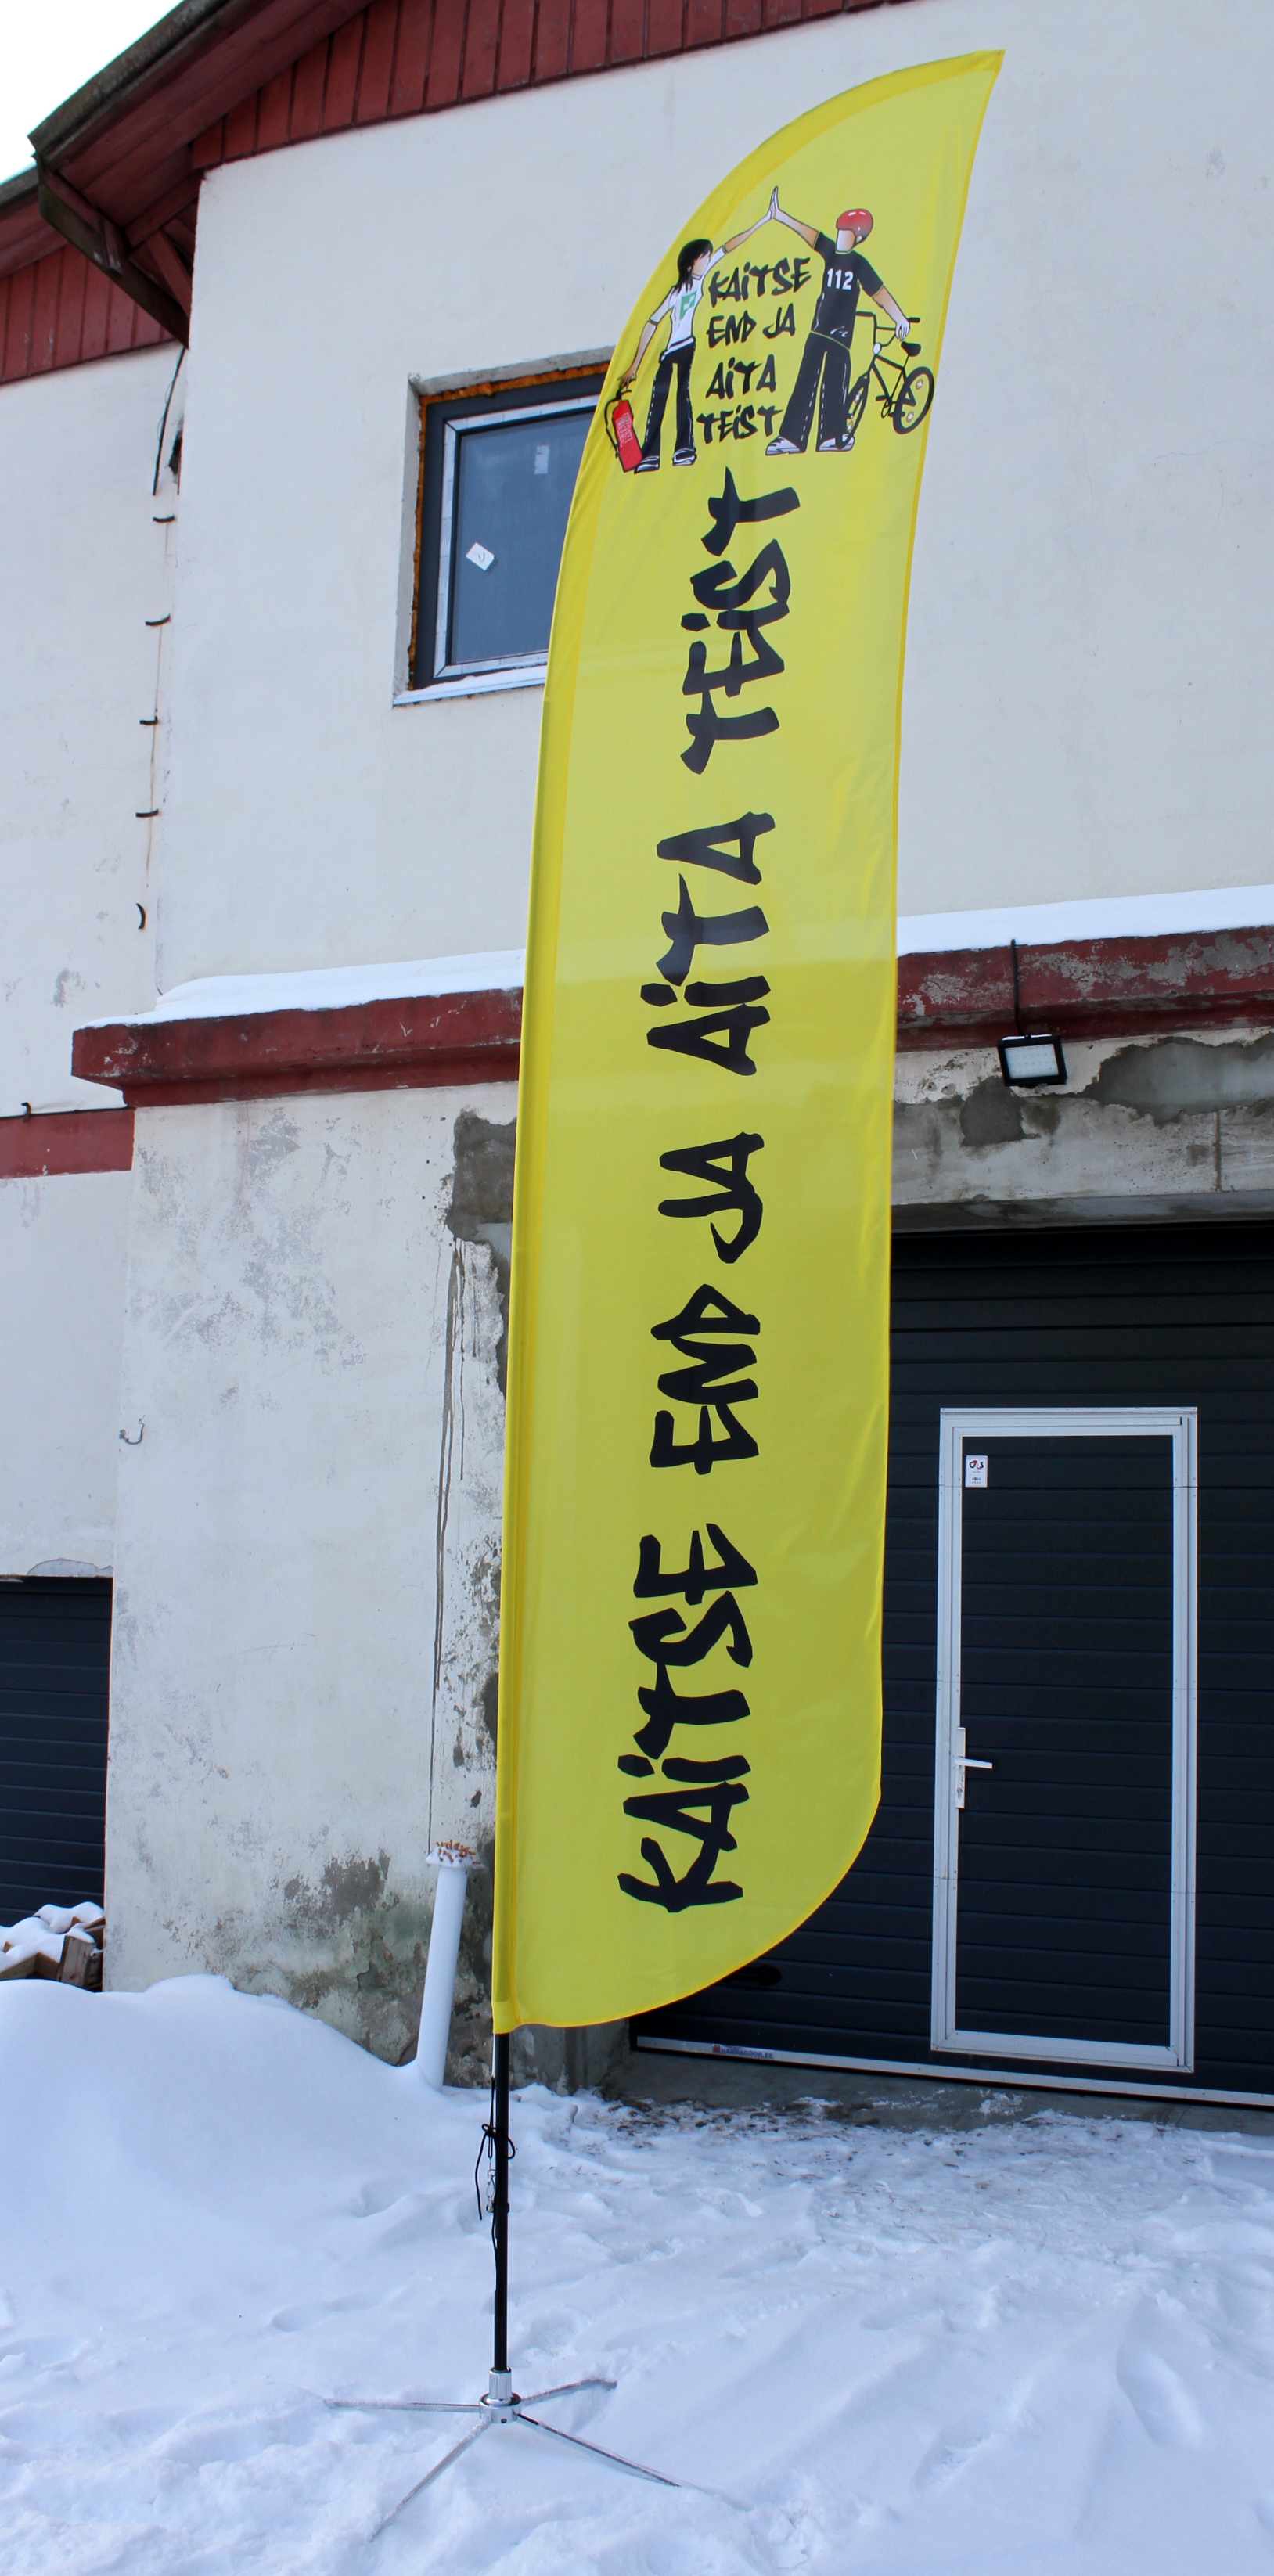 KAITSE
END JA
AITA
TEIST
112
KAITSE END JA AITA TEIST